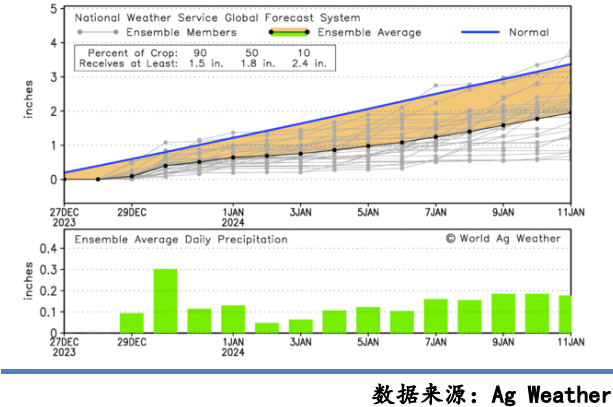 5
National Weather Service Global Forecast System
Ensemble Members
Ensemble Average
Normal
4
Percent of Crop: 90 50 10
Receives at Least: 1.5 in. 1.8 in. 2.4 in.
3
inches
2
1
0
27DEC 29DEC 1JAN 3JAN 5JAN 7JAN 9JAN 11JAN
2023 2024
Ensemble Average Daily Precipitation
© World Ag Weather
0.4
0.3
inches
0.2
0.1
0
27DEC 29DEC 1JAN 3JAN 5JAN 7JAN 9JAN 11JAN
2023 2024
数据来源：Ag Weather